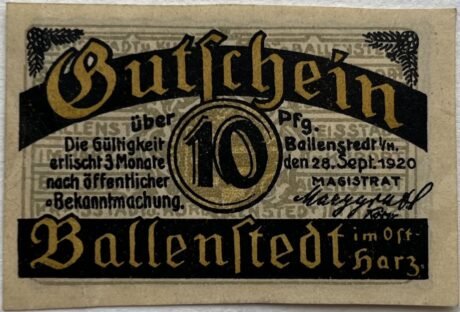 Gutschein
über 10 Pfg.
Die Gültigkeit
erlischt 3 Monate
nach öffentlicher
Bekanntmachung.
Ballenstedt a/H.
den 28. Sept. 1920
MAGISTRAT
Ballenstedt im Ost-
Harz.